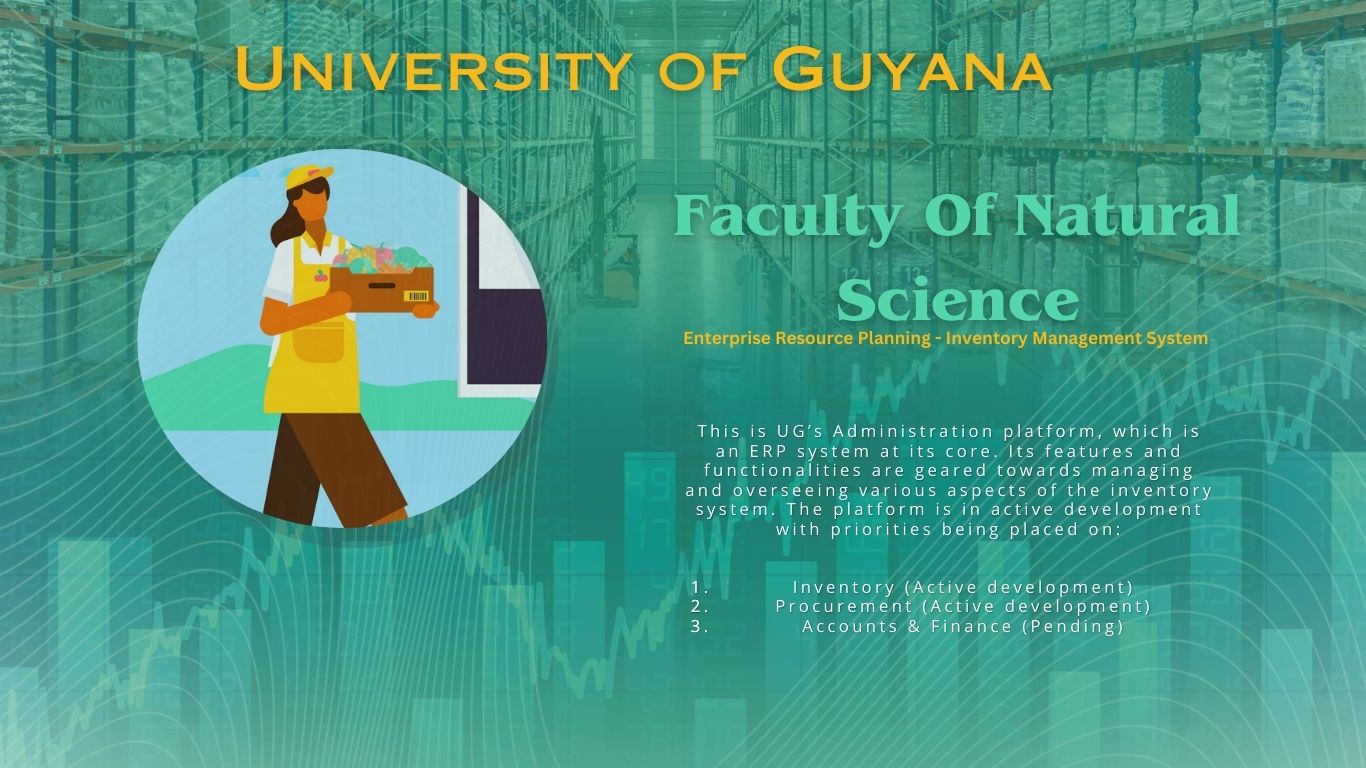 University of Guyana
Faculty Of Natural
Science
Enterprise Resource Planning - Inventory Management System
This is UG’s Administration platform, which is
an ERP system at its core. Its features and
functionalities are geared towards managing
and overseeing various aspects of the inventory
system. The platform is in active development
with priorities being placed on:
1. Inventory (Active development)
2. Procurement (Active development)
3. Accounts & Finance (Pending)